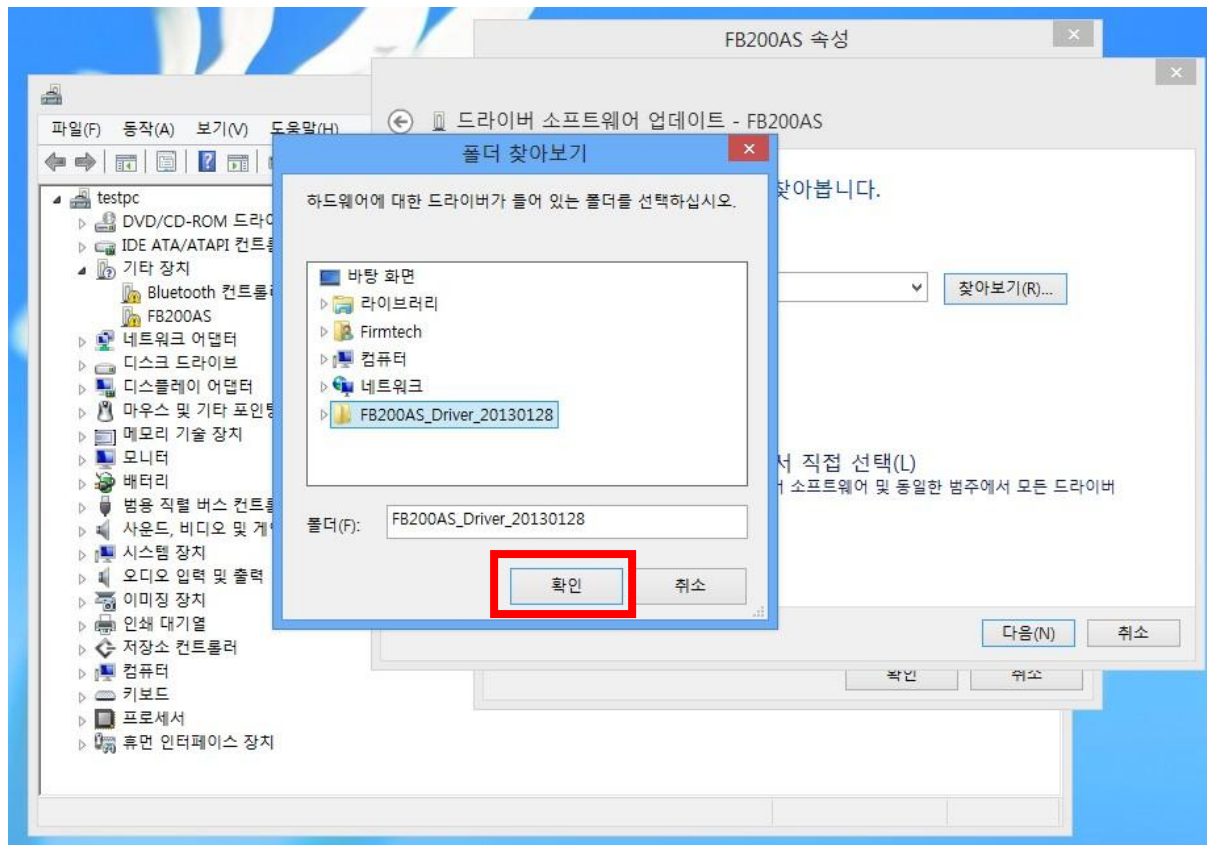 FB200AS 속성
드라이버 소프트웨어 업데이트 - FB200AS
파일(F) 동작(A) 보기(V) 도움말(H)
폴더 찾아보기
찾아봅니다.
하드웨어에 대한 드라이버가 들어 있는 폴더를 선택하십시오.
testpc
DVD/CD-ROM 드라이
IDE ATA/ATAPI 컨트롤
기타 장치
Bluetooth 컨트롤
FB200AS
네트워크 어댑터
디스크 드라이브
디스플레이 어댑터
마우스 및 기타 포인팅
메모리 기술 장치
모니터
배터리
범용 직렬 버스 컨트롤
사운드, 비디오 및 게
시스템 장치
오디오 입력 및 출력
이미징 장치
인쇄 대기열
저장소 컨트롤러
컴퓨터
키보드
프로세서
휴먼 인터페이스 장치
바탕 화면
라이브러리
Firmtech
컴퓨터
네트워크
FB200AS_Driver_20130128
폴더(F): FB200AS_Driver_20130128
확인 취소
찾아보기(R)...
서 직접 선택(L)
소프트웨어 및 동일한 범주에서 모든 드라이버
다음(N) 취소
확인 취소